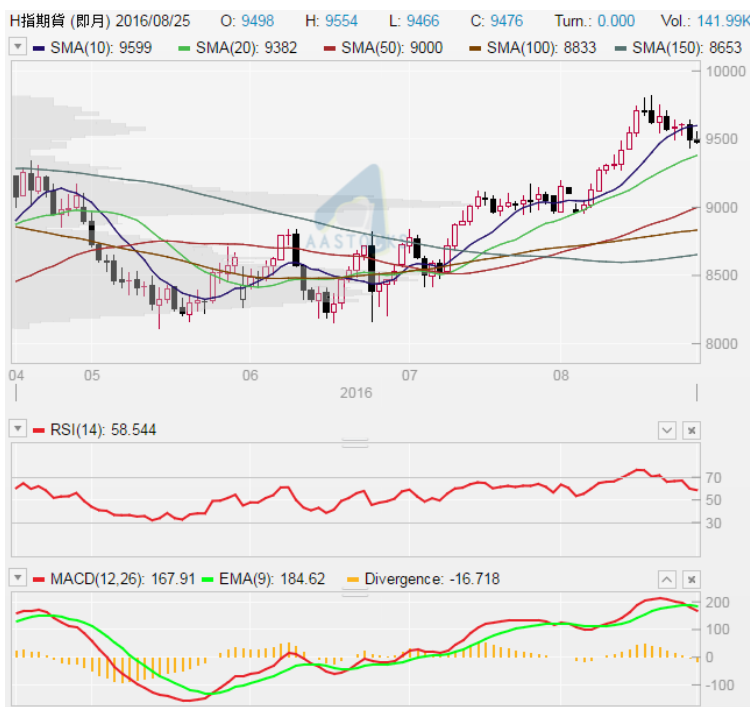 H指期貨 (即月) 2016/08/25 O: 9498 H: 9554 L: 9466 C: 9476 Turn.: 0.000 Vol.: 141.99K
SMA(10): 9599 SMA(20): 9382 SMA(50): 9000 SMA(100): 8833 SMA(150): 8653
10000
9500
9000
AASTOCKS
8500
8000
04 05 06 07 08
2016
RSI(14): 58.544
70
50
30
MACD(12,26): 167.91 EMA(9): 184.62 Divergence: -16.718
200
100
0
-100